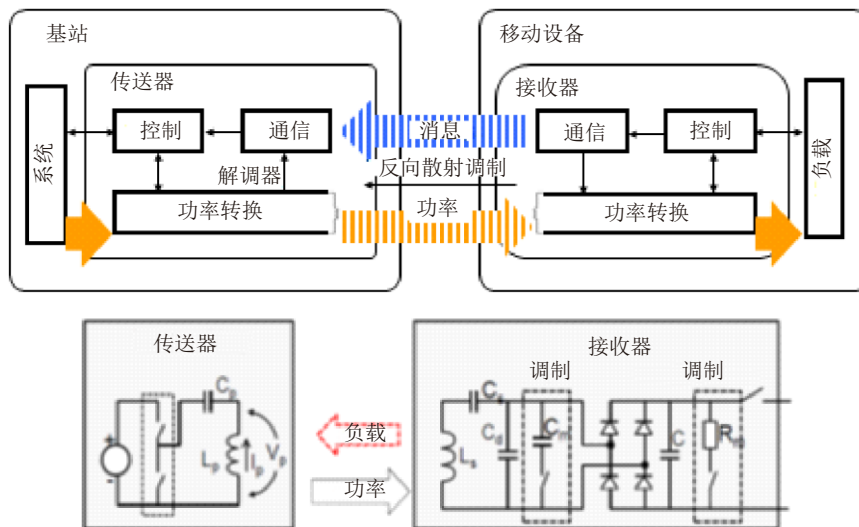 基站
移动设备
传送器
接收器
系统
控制
通信
消息
通信
控制
负载
解调器
反向散射调制
功率转换
功率
功率转换
传送器
接收器
调制
调制
Cp
Cd
Cm
C
Rm
Lp
Ip
Vp
Ls
+
-
负载
功率